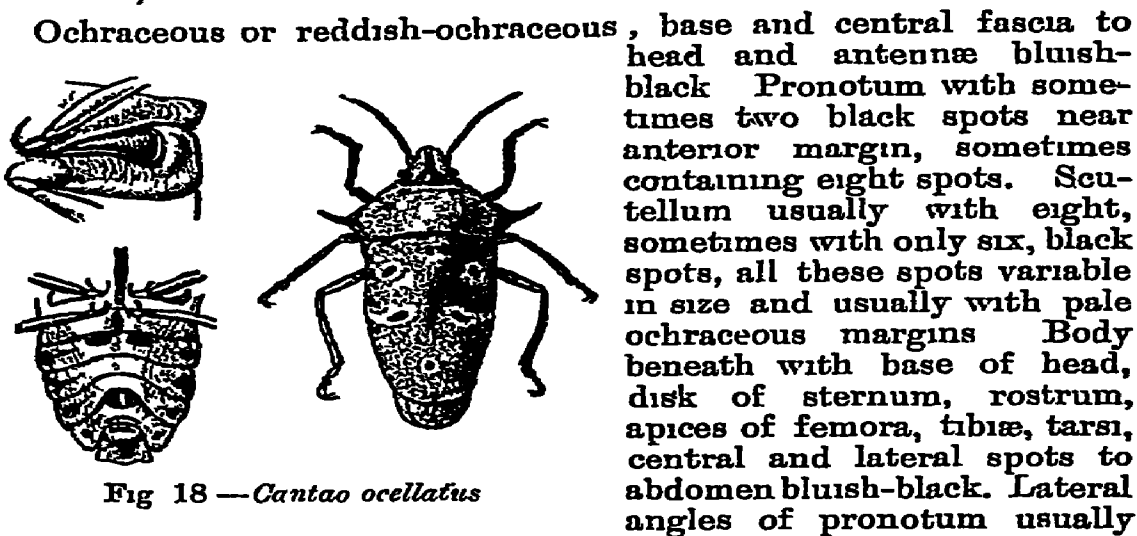 Ochraceous or reddish-ochraceous, base and central fascia to
head and antennæ bluish-
black Pronotum with some-
times two black spots near
anterior margin, sometimes
containing eight spots. Scu-
tellum usually with eight,
sometimes with only six, black
spots, all these spots variable
in size and usually with pale
ochraceous margins Body
beneath with base of head,
disk of sternum, rostrum,
apices of femora, tibiæ, tarsi,
central and lateral spots to
abdomen bluish-black. Lateral
angles of pronotum usually
Fig 18 — Cantao ocellatus